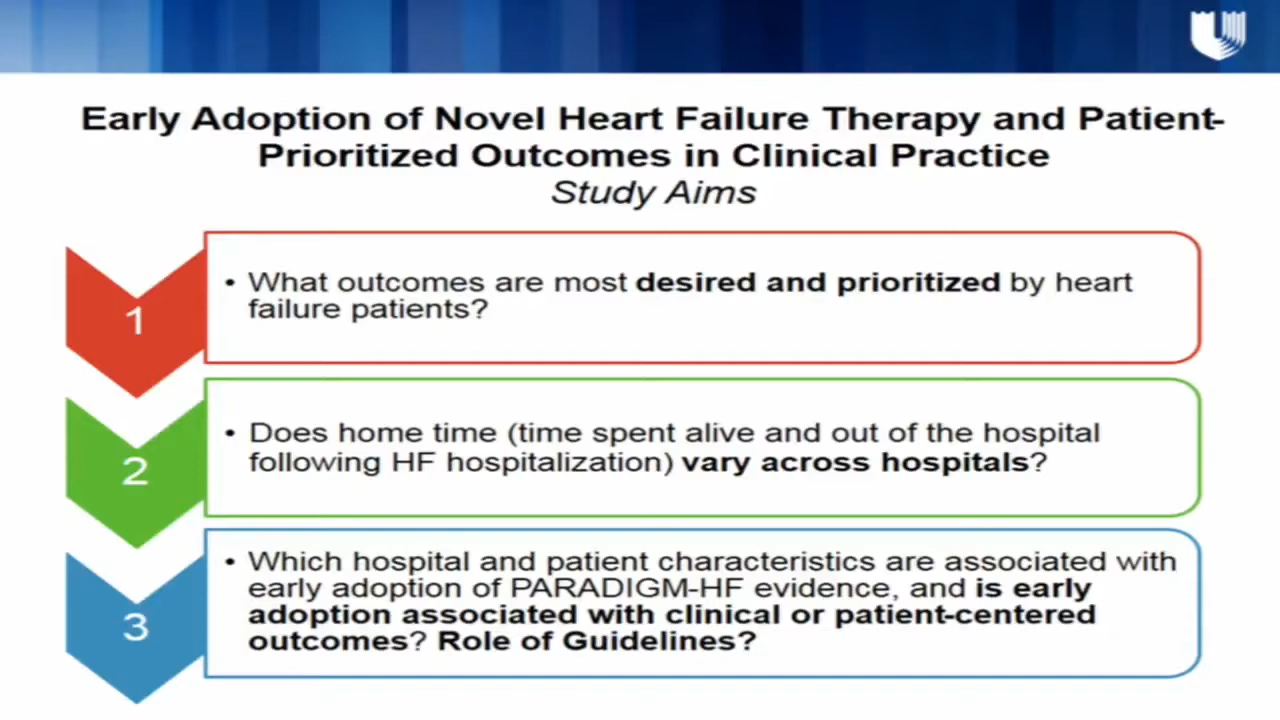 Early Adoption of Novel Heart Failure Therapy and Patient-
Prioritized Outcomes in Clinical Practice
Study Aims
1
• What outcomes are most desired and prioritized by heart
failure patients?
2
• Does home time (time spent alive and out of the hospital
following HF hospitalization) vary across hospitals?
3
• Which hospital and patient characteristics are associated with
early adoption of PARADIGM-HF evidence, and is early
adoption associated with clinical or patient-centered
outcomes? Role of Guidelines?